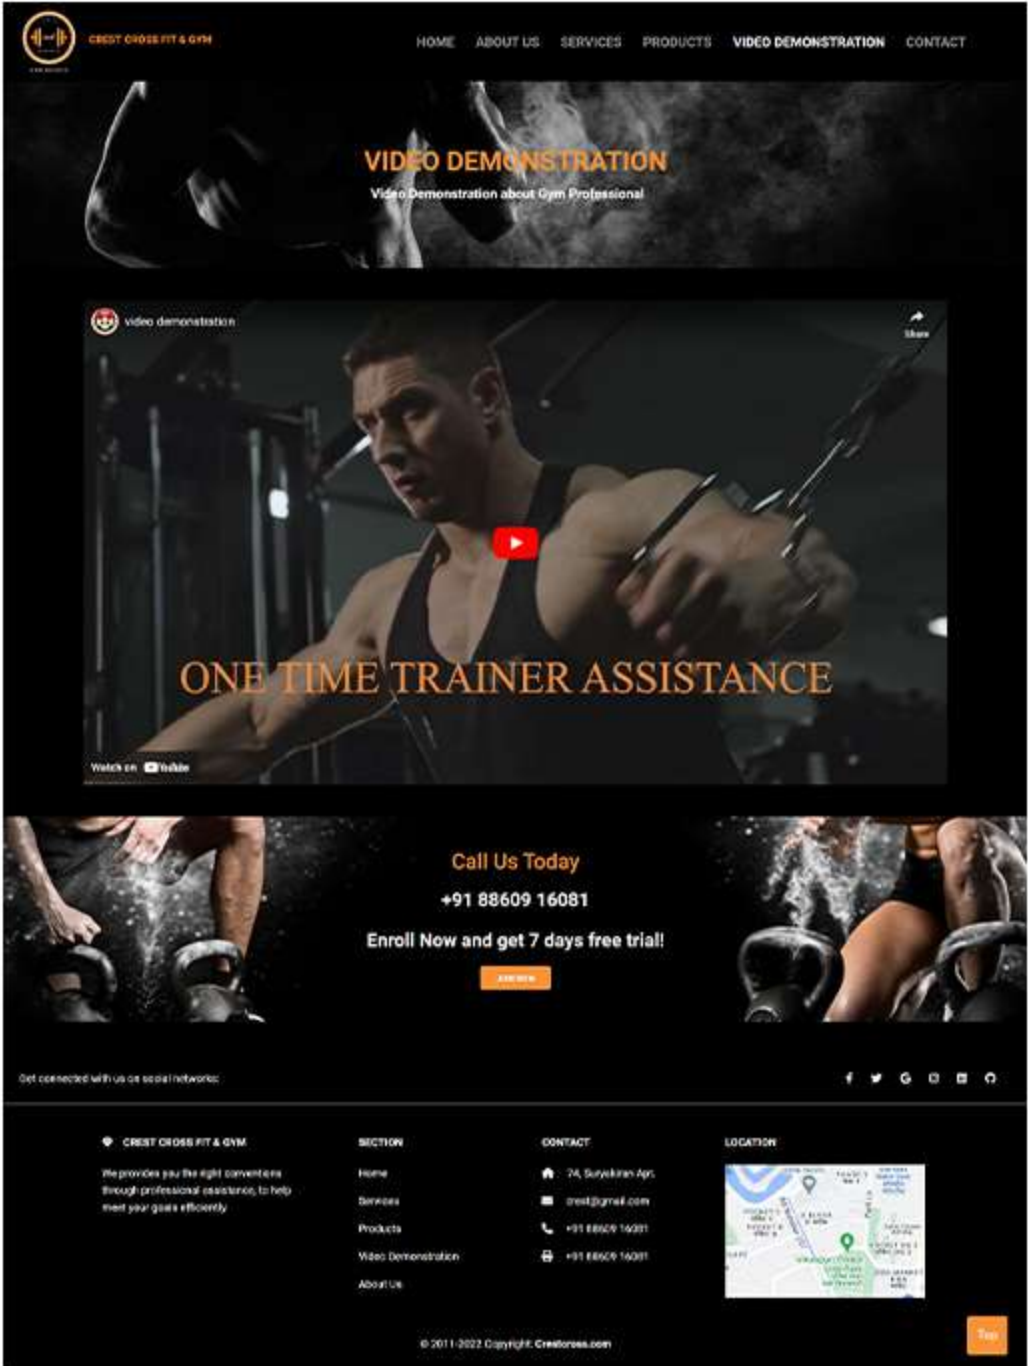 CREST CROSS FIT & GYM
HOME ABOUT US SERVICES PRODUCTS VIDEO DEMONSTRATION CONTACT
VIDEO DEMONSTRATION
Video Demonstration about Gym Professional
video demonstration
Share
ONE TIME TRAINER ASSISTANCE
Watch on YouTube
Call Us Today
+91 88609 16081
Enroll Now and get 7 days free trial!
Get connected with us on social networks:
CREST CROSS FIT & GYM
We provides you the right conventions
through professional assistance, to help
meet your goals efficiently
SECTION
Home
Services
Products
Video Demonstration
About Us
CONTACT
74, Suryakiran Apt.
crest@gmail.com
+91 88609 16081
+91 88609 16081
LOCATION
© 2011-2022 Copyright: Crestcross.com
Top